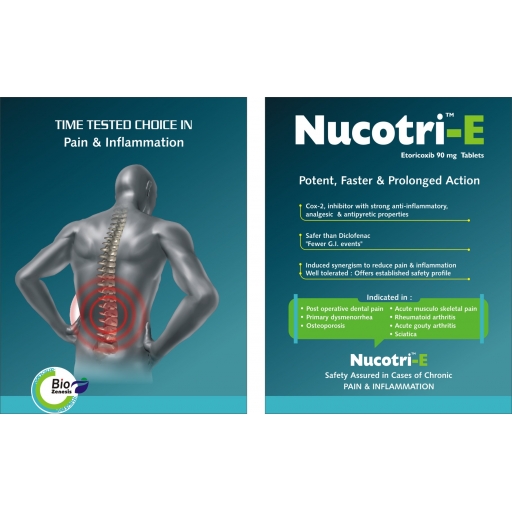 TIME TESTED CHOICE IN
Pain & Inflammation
Bio
Zenesis
Nucotri-E™
Etoricoxib 90 mg Tablets
Potent, Faster & Prolonged Action
Cox-2, inhibitor with strong anti-inflammatory,
analgesic & antipyretic properties
Safer than Diclofenac
"Fewer G.I. events"
Induced synergism to reduce pain & inflammation
Well tolerated : Offers established safety profile
Indicated in :
• Post operative dental pain
• Primary dysmenorrhea
• Osteoporosis
• Acute musculo skeletal pain
• Rheumatoid arthritis
• Acute gouty arthritis
• Sciatica
Nucotri-E™
Safety Assured in Cases of Chronic
PAIN & INFLAMMATION